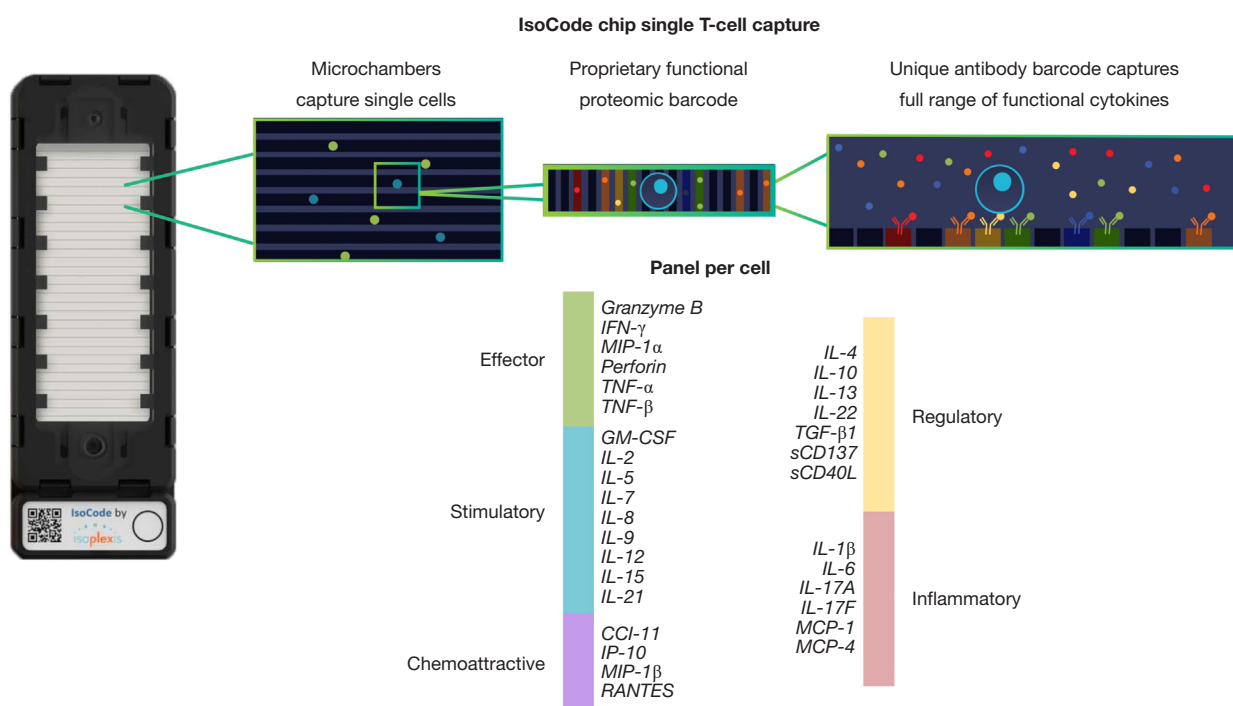 IsoCode chip single T-cell capture
Microchambers
capture single cells
Proprietary functional
proteomic barcode
Unique antibody barcode captures
full range of functional cytokines
IsoCode by
isoplexis
Panel per cell
Effector
Granzyme B
IFN-γ
MIP-1α
Perforin
TNF-α
TNF-β
Stimulatory
GM-CSF
IL-2
IL-5
IL-7
IL-8
IL-9
IL-12
IL-15
IL-21
Chemoattractive
CCI-11
IP-10
MIP-1β
RANTES
IL-4
IL-10
IL-13
IL-22
TGF-β1
sCD137
sCD40L
Regulatory
IL-1β
IL-6
IL-17A
IL-17F
MCP-1
MCP-4
Inflammatory